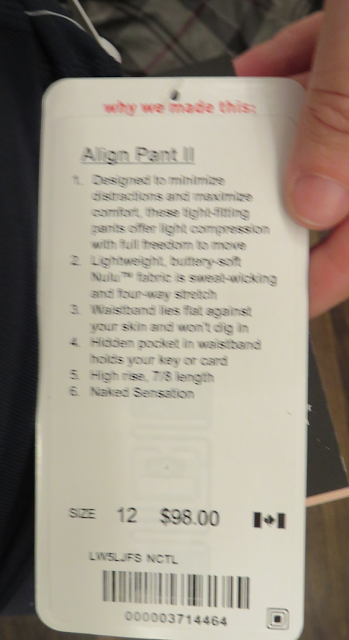 why we made this:
Align Pant II
1. Designed to minimize
distractions and maximize
comfort, these tight-fitting
pants offer light compression
with full freedom to move
2. Lightweight, buttery-soft
Nulu™ fabric is sweat-wicking
and four-way stretch
3. Waistband lies flat against
your skin and won't dig in
4. Hidden pocket in waistband
holds your key or card
5. High rise, 7/8 length
6. Naked Sensation
SIZE 12 $98.00
LW5LJFS NCTL
000003714464